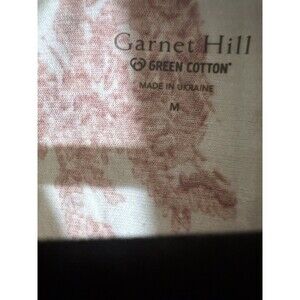 Garnet Hill
GREEN COTTON®
MADE IN UKRAINE
M